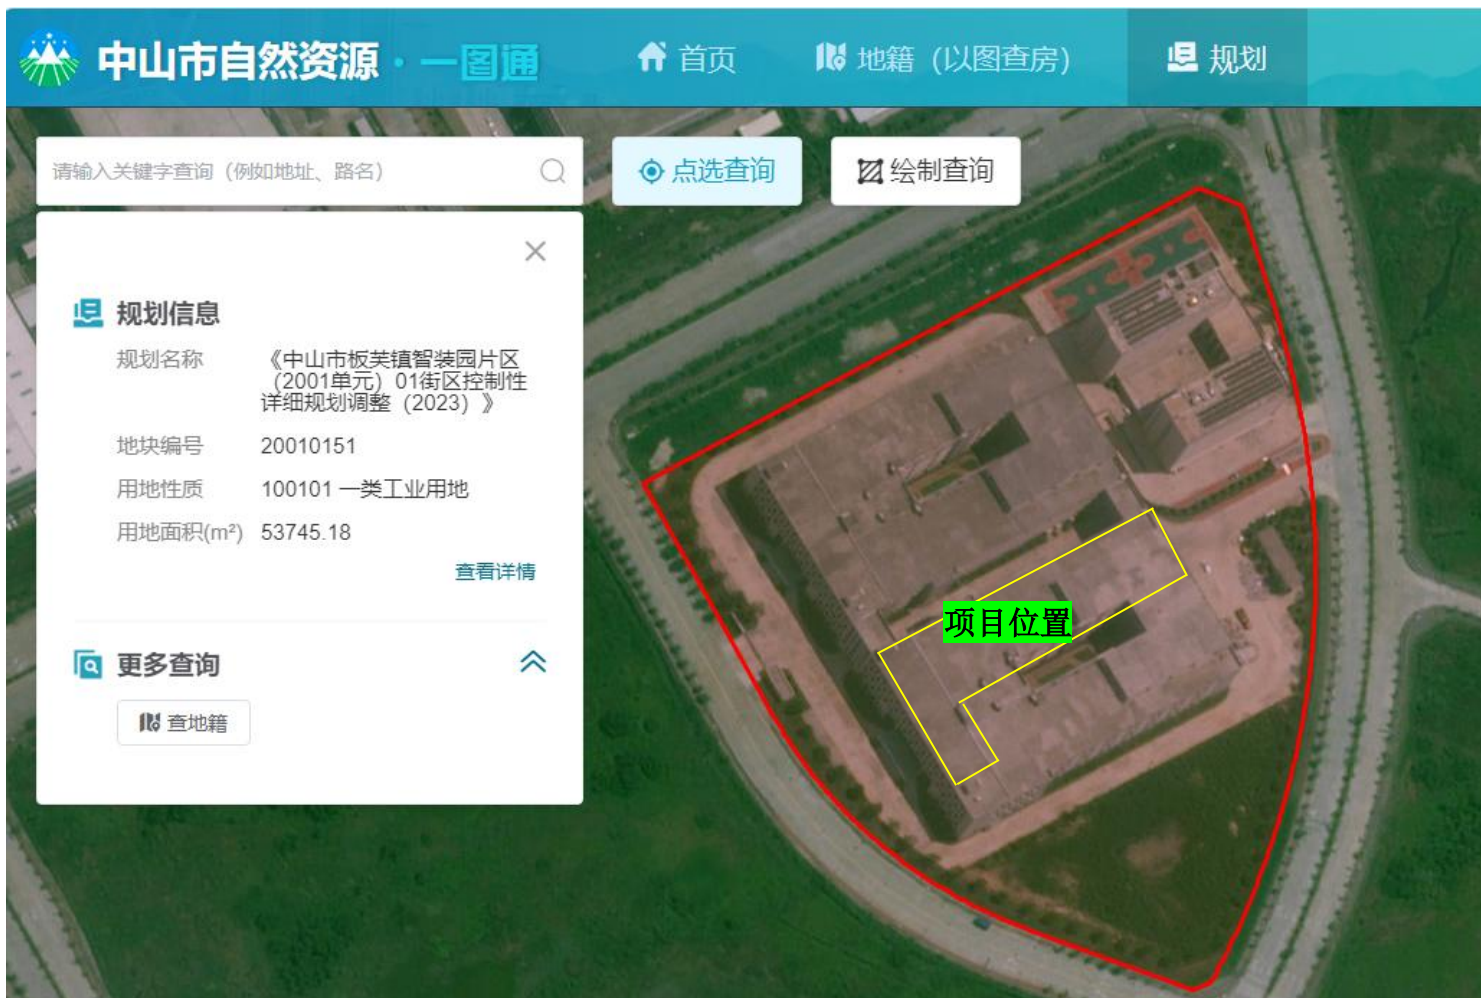 中山市自然资源·一图通
首页
地籍（以图查房）
规划
请输入关键字查询（例如地址、路名）
点选查询
绘制查询
规划信息
规划名称
《中山市板芙镇智装园片区
（2001单元）01街区控制性
详细规划调整（2023）》
地块编号
20010151
用地性质
100101 一类工业用地
用地面积(m²)
53745.18
查看详情
更多查询
查地籍
项目位置